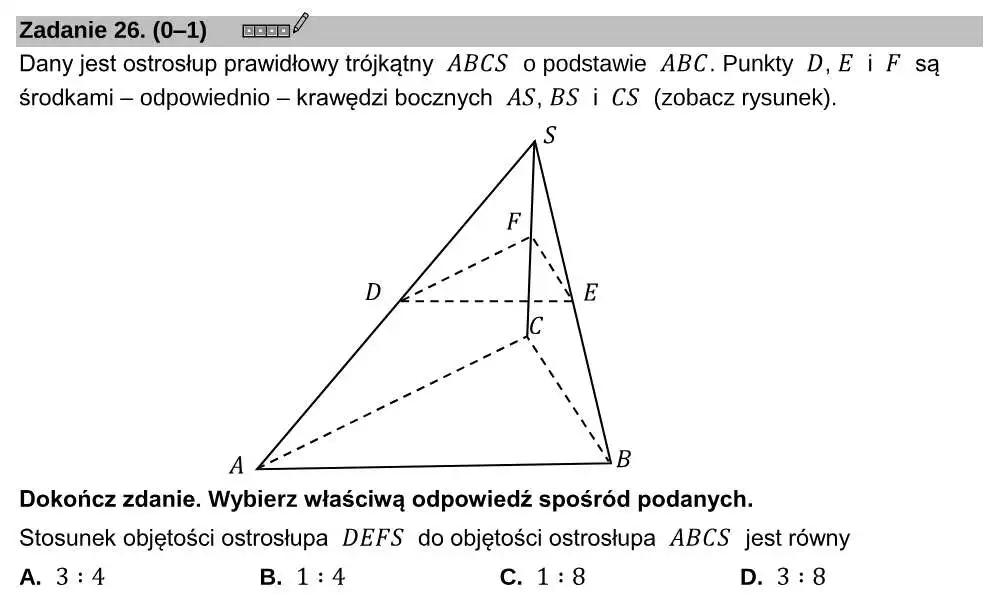 Zadanie 26. (0–1)
Dany jest ostrosłup prawidłowy trójkątny ABCS o podstawie ABC. Punkty D, E i F są
środkami – odpowiednio – krawędzi bocznych AS, BS i CS (zobacz rysunek).
S
F
D
E
C
A
B
Dokończ zdanie. Wybierz właściwą odpowiedź spośród podanych.
Stosunek objętości ostrosłupa DEFS do objętości ostrosłupa ABCS jest równy
A. 3 : 4 B. 1 : 4 C. 1 : 8 D. 3 : 8